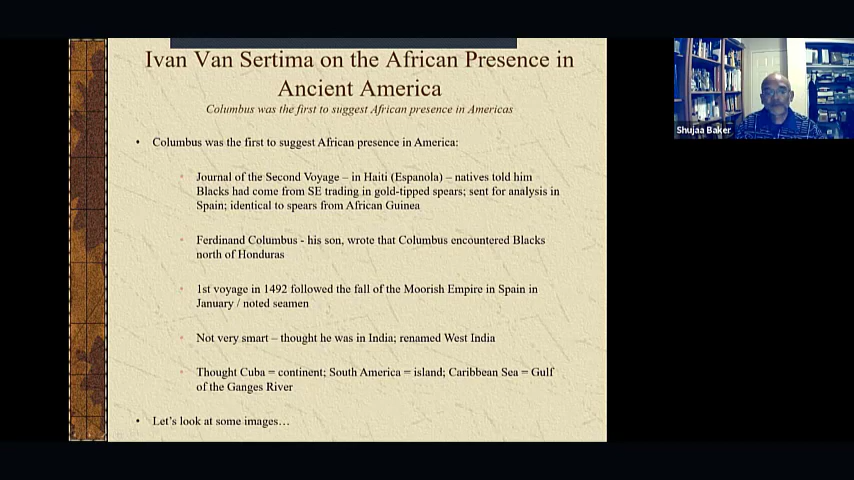 Ivan Van Sertima on the African Presence in
Ancient America
Columbus was the first to suggest African presence in Americas
• Columbus was the first to suggest African presence in America:
• Journal of the Second Voyage – in Haiti (Espanola) – natives told him
Blacks had come from SE trading in gold-tipped spears; sent for analysis in
Spain; identical to spears from African Guinea
• Ferdinand Columbus - his son, wrote that Columbus encountered Blacks
north of Honduras
• 1st voyage in 1492 followed the fall of the Moorish Empire in Spain in
January / noted seamen
• Not very smart – thought he was in India; renamed West India
• Thought Cuba = continent; South America = island; Caribbean Sea = Gulf
of the Ganges River
• Let's look at some images…
Shujaa Baker